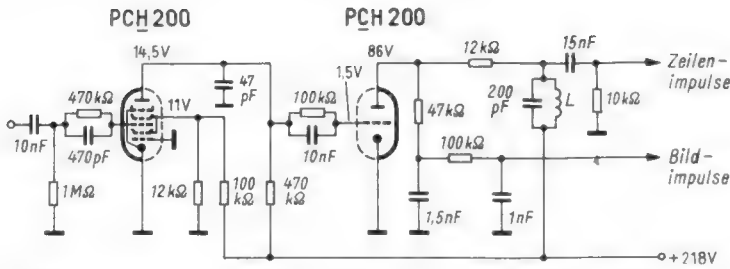 PCH 200
PCH 200
14,5V
86V
12kΩ
15nF
Zeilen-
impulse
47
pF
1,5V
470kΩ
11V
100kΩ
200
pF
L
10kΩ
47kΩ
10nF
470pF
10nF
100kΩ
Bild-
impulse
1MΩ
12kΩ
100
kΩ
470
kΩ
1,5nF
1nF
+218V